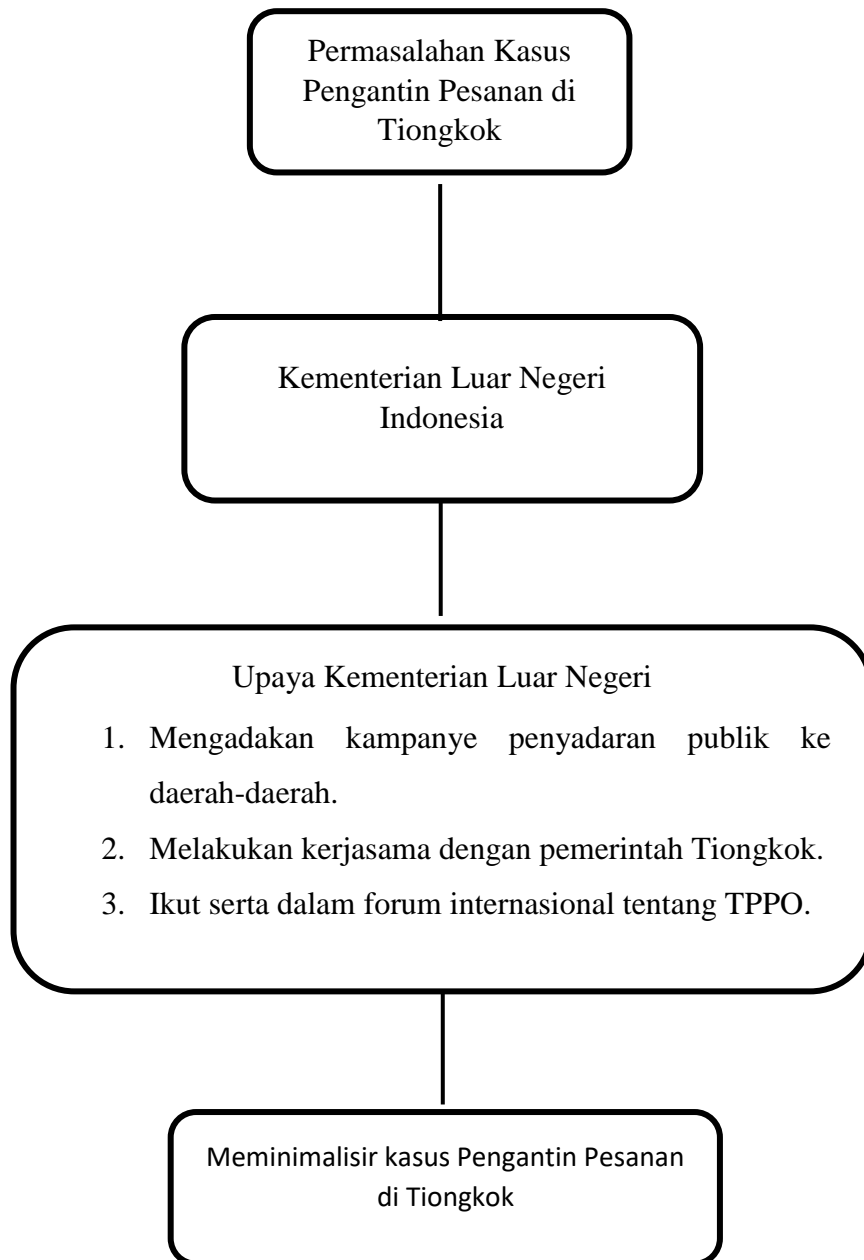 Permasalahan Kasus
Pengantin Pesanan di
Tiongkok
Kementerian Luar Negeri
Indonesia
Upaya Kementerian Luar Negeri
1. Mengadakan kampanye penyadaran publik ke
daerah-daerah.
2. Melakukan kerjasama dengan pemerintah Tiongkok.
3. Ikut serta dalam forum internasional tentang TPPO.
Meminimalisir kasus Pengantin Pesanan
di Tiongkok